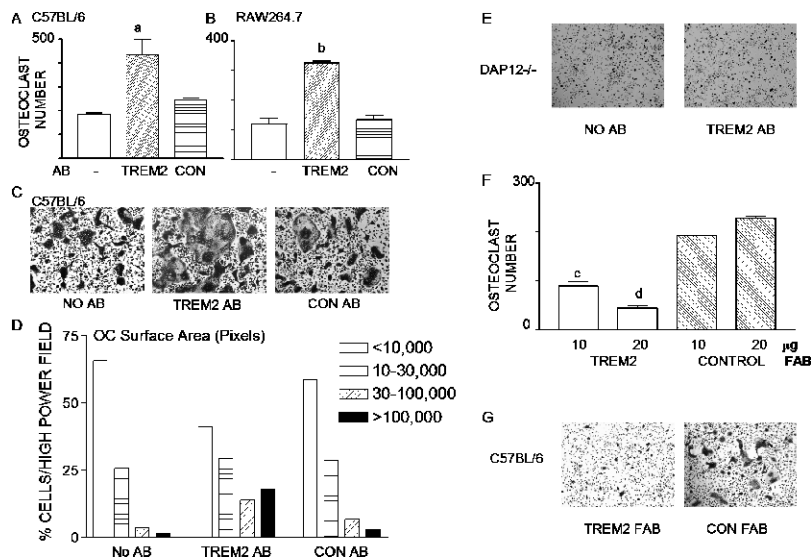 A
C57BL/6
500
OSTEOCLAST
NUMBER
0
AB
-
TREM2
CON
a
B
RAW264.7
400
b
-
TREM2
CON
C
C57BL/6
NO AB
TREM2 AB
CON AB
D
OC Surface Area (Pixels)
% CELLS/HIGH POWER FIELD
75
50
25
0
<10,000
10-30,000
30-100,000
>100,000
No AB
TREM2 AB
CON AB
E
DAP12-/-
NO AB
TREM2 AB
F
300
OSTEOCLAST
NUMBER
0
c
d
10
20
10
20
µg
TREM2
CONTROL
FAB
G
C57BL/6
TREM2 FAB
CON FAB